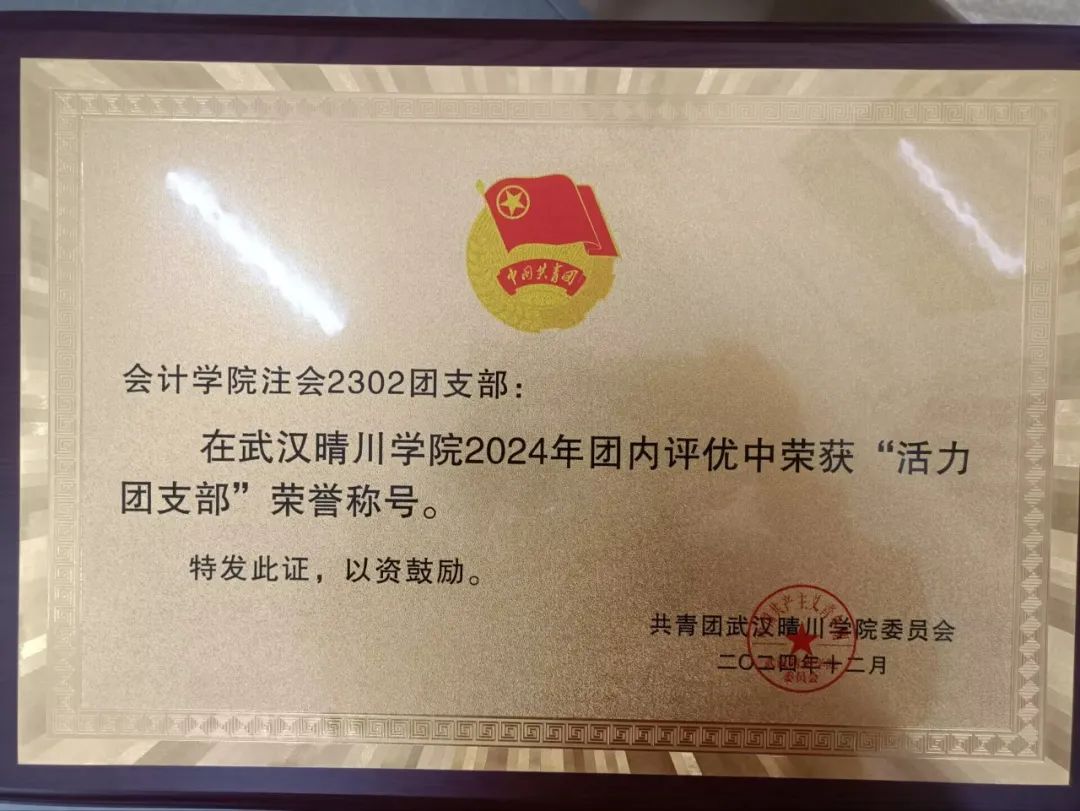 中国共青团
会计学院注会2302团支部：
在武汉晴川学院2024年团内评优中荣获“活力
团支部”荣誉称号。
特发此证，以资鼓励。
共青团武汉晴川学院委员会
二〇二四年十二月
委员会